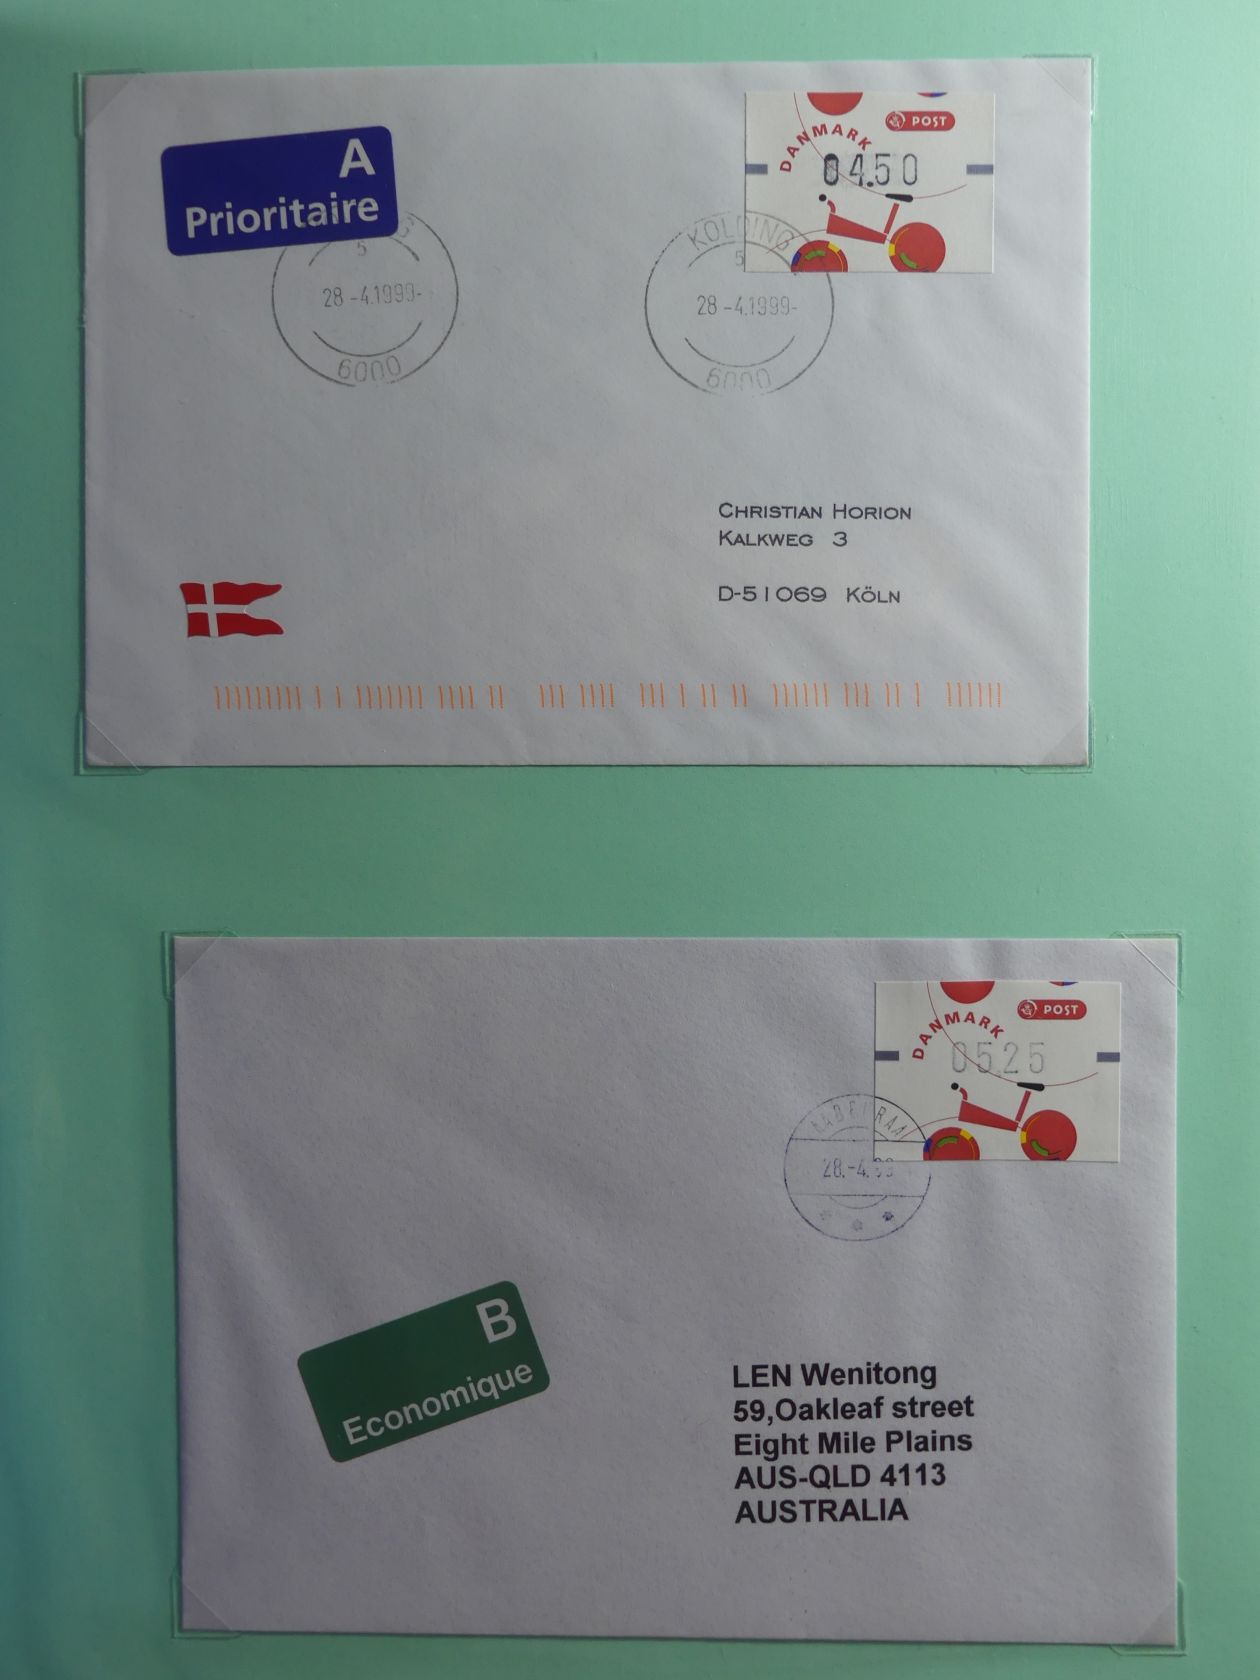 A
Prioritaire
DANMARK
POST
04.50
5
28-4.1999-
6000
KOLDING
5
28-4.1999-
6000
CHRISTIAN HORION
KALKWEG 3
D-51069 KÖLN
DANMARK
POST
05.25
AABENRAA
28.-4.99
B
Economique
LEN Wenitong
59,Oakleaf street
Eight Mile Plains
AUS-QLD 4113
AUSTRALIA